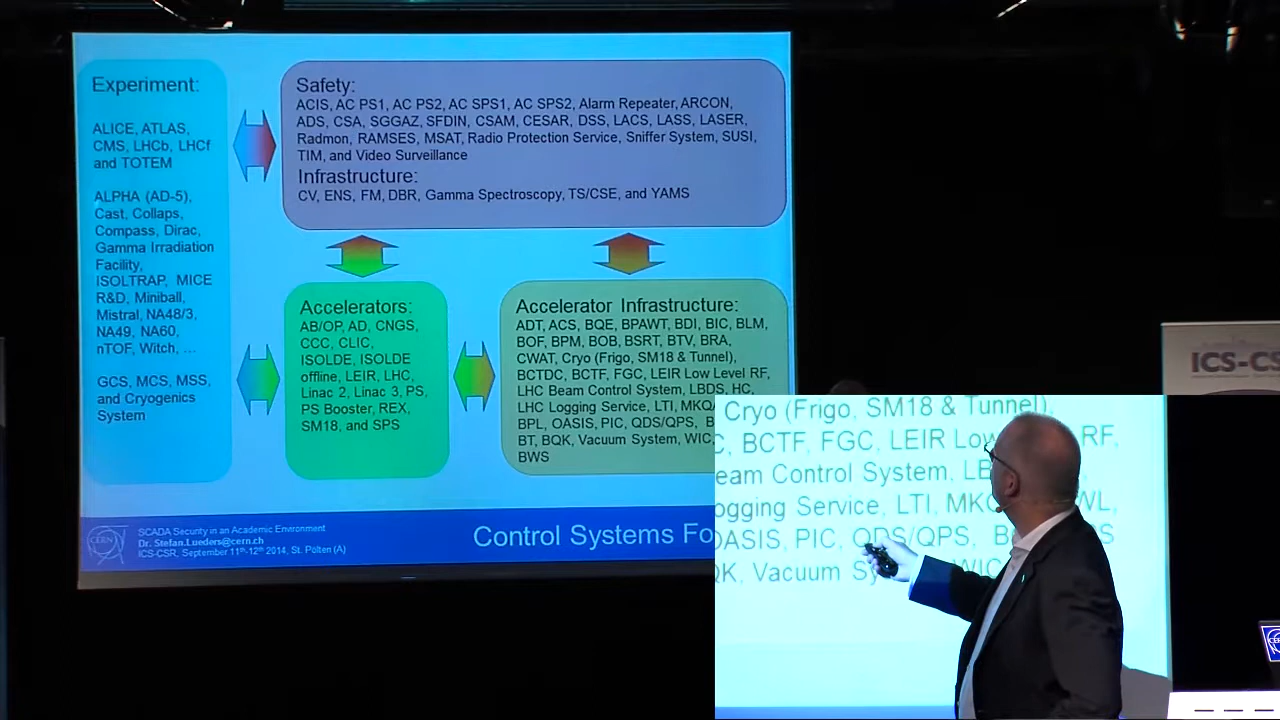 Experiment:
ALICE, ATLAS,
CMS, LHCb, LHCf
and TOTEM
ALPHA (AD-5),
Cast, Collaps,
Compass, Dirac,
Gamma Irradiation
Facility,
ISOLTRAP, MICE
R&D, Miniball,
Mistral, NA48/3,
NA49, NA60,
nTOF, Witch, ...
GCS, MCS, MSS,
and Cryogenics
System
Safety:
ACIS, AC PS1, AC PS2, AC SPS1, AC SPS2, Alarm Repeater, ARCON,
ADS, CSA, SGGAZ, SFDIN, CSAM, CESAR, DSS, LACS, LASS, LASER,
Radmon, RAMSES, MSAT, Radio Protection Service, Sniffer System, SUSI,
TIM, and Video Surveillance
Infrastructure:
CV, ENS, FM, DBR, Gamma Spectroscopy, TS/CSE, and YAMS
Accelerators:
AB/OP, AD, CNGS,
CCC, CLIC,
ISOLDE, ISOLDE
offline, LEIR, LHC,
Linac 2, Linac 3, PS,
PS Booster, REX,
SM18, and SPS
Accelerator Infrastructure:
ADT, ACS, BQE, BPAWT, BDI, BIC, BLM,
BOF, BPM, BOB, BSRT, BTV, BRA,
CWAT, Cryo (Frigo, SM18 & Tunnel),
BCTDC, BCTF, FGC, LEIR Low Level RF,
LHC Beam Control System, LBDS, HC,
LHC Logging Service, LTI, MKQ
BPL, OASIS, PIC, QDS/QPS, B
BT, BQK, Vacuum System, WIC,
BWS
CERN
SCADA Security in an Academic Environment
Dr. Stefan.Lueders@cern.ch
ICS-CSR, September 11th-12th 2014, St. Polten (A)
Control Systems Fo
ICS-CS
Cryo (Frigo, SM18 & Tunnel),
C, BCTF, FGC, LEIR Low RF,
eam Control System, LB
ogging Service, LTI, MKQ WL,
OASIS, PIC, QDS/QPS, B S
QK, Vacuum Sy WIC
CERN